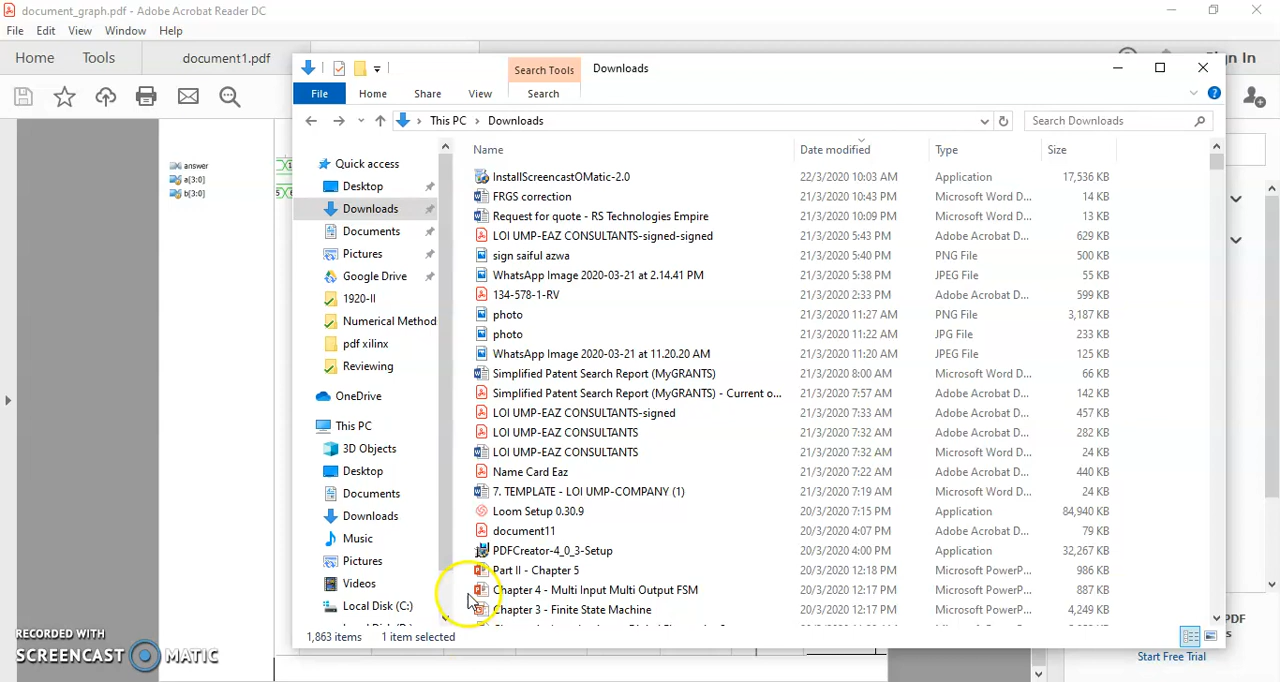 document_graph.pdf - Adobe Acrobat Reader DC
File Edit View Window Help
Home Tools document1.pdf
Sign In
answer
a[3:0]
b[3:0]
Search Tools Downloads
File Home Share View Search
This PC > Downloads
Search Downloads
Quick access
Desktop
Downloads
Documents
Pictures
Google Drive
1920-II
Numerical Method
pdf xilinx
Reviewing
OneDrive
This PC
3D Objects
Desktop
Documents
Downloads
Music
Pictures
Videos
Local Disk (C:)
Name Date modified Type Size
InstallScreencastOMatic-2.0 22/3/2020 10:03 AM Application 17,536 KB
FRGS correction 21/3/2020 10:43 PM Microsoft Word D... 14 KB
Request for quote - RS Technologies Empire 21/3/2020 10:09 PM Microsoft Word D... 13 KB
LOI UMP-EAZ CONSULTANTS-signed-signed 21/3/2020 5:43 PM Adobe Acrobat D... 629 KB
sign saiful azwa 21/3/2020 5:40 PM PNG File 500 KB
WhatsApp Image 2020-03-21 at 2.14.41 PM 21/3/2020 5:38 PM JPEG File 55 KB
134-578-1-RV 21/3/2020 2:33 PM Adobe Acrobat D... 599 KB
photo 21/3/2020 11:27 AM PNG File 3,187 KB
photo 21/3/2020 11:22 AM JPG File 233 KB
WhatsApp Image 2020-03-21 at 11.20.20 AM 21/3/2020 11:20 AM JPEG File 125 KB
Simplified Patent Search Report (MyGRANTS) 21/3/2020 8:00 AM Microsoft Word D... 66 KB
Simplified Patent Search Report (MyGRANTS) - Current o... 21/3/2020 7:57 AM Adobe Acrobat D... 142 KB
LOI UMP-EAZ CONSULTANTS-signed 21/3/2020 7:33 AM Adobe Acrobat D... 457 KB
LOI UMP-EAZ CONSULTANTS 21/3/2020 7:32 AM Adobe Acrobat D... 282 KB
LOI UMP-EAZ CONSULTANTS 21/3/2020 7:32 AM Microsoft Word D... 24 KB
Name Card Eaz 21/3/2020 7:22 AM Adobe Acrobat D... 440 KB
7. TEMPLATE - LOI UMP-COMPANY (1) 21/3/2020 7:19 AM Microsoft Word D... 24 KB
Loom Setup 0.30.9 20/3/2020 7:15 PM Application 84,940 KB
document11 20/3/2020 4:07 PM Adobe Acrobat D... 79 KB
PDFCreator-4_0_3-Setup 20/3/2020 4:00 PM Application 32,267 KB
Part II - Chapter 5 20/3/2020 12:18 PM Microsoft PowerP... 986 KB
Chapter 4 - Multi Input Multi Output FSM 20/3/2020 12:17 PM Microsoft PowerP... 887 KB
Chapter 3 - Finite State Machine 20/3/2020 12:17 PM Microsoft PowerP... 4,249 KB
1,863 items 1 item selected
PDF
Start Free Trial
RECORDED WITH
SCREENCAST MATIC